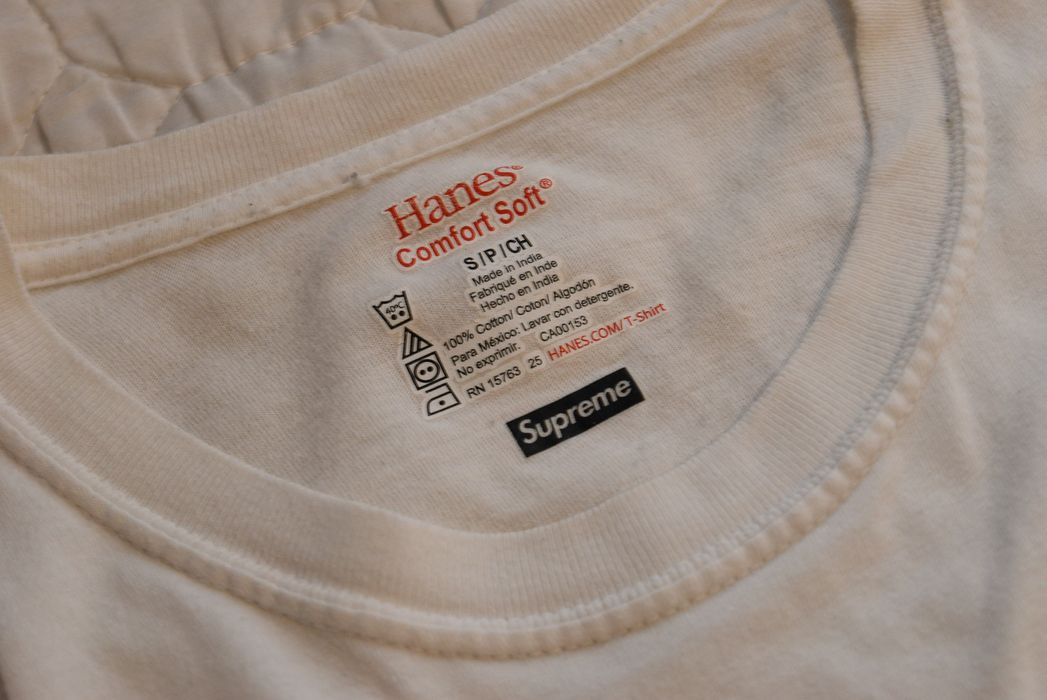 Hanes®
Comfort Soft®
S/P/CH
Made in India
Fabriqué en Inde
Hecho en India
100% Cotton/ Coton/ Algodón
Para México: Lavar con detergente.
No exprimir. CA00153
RN 15763 25 HANES.COM/T-Shirt
40°C
Supreme